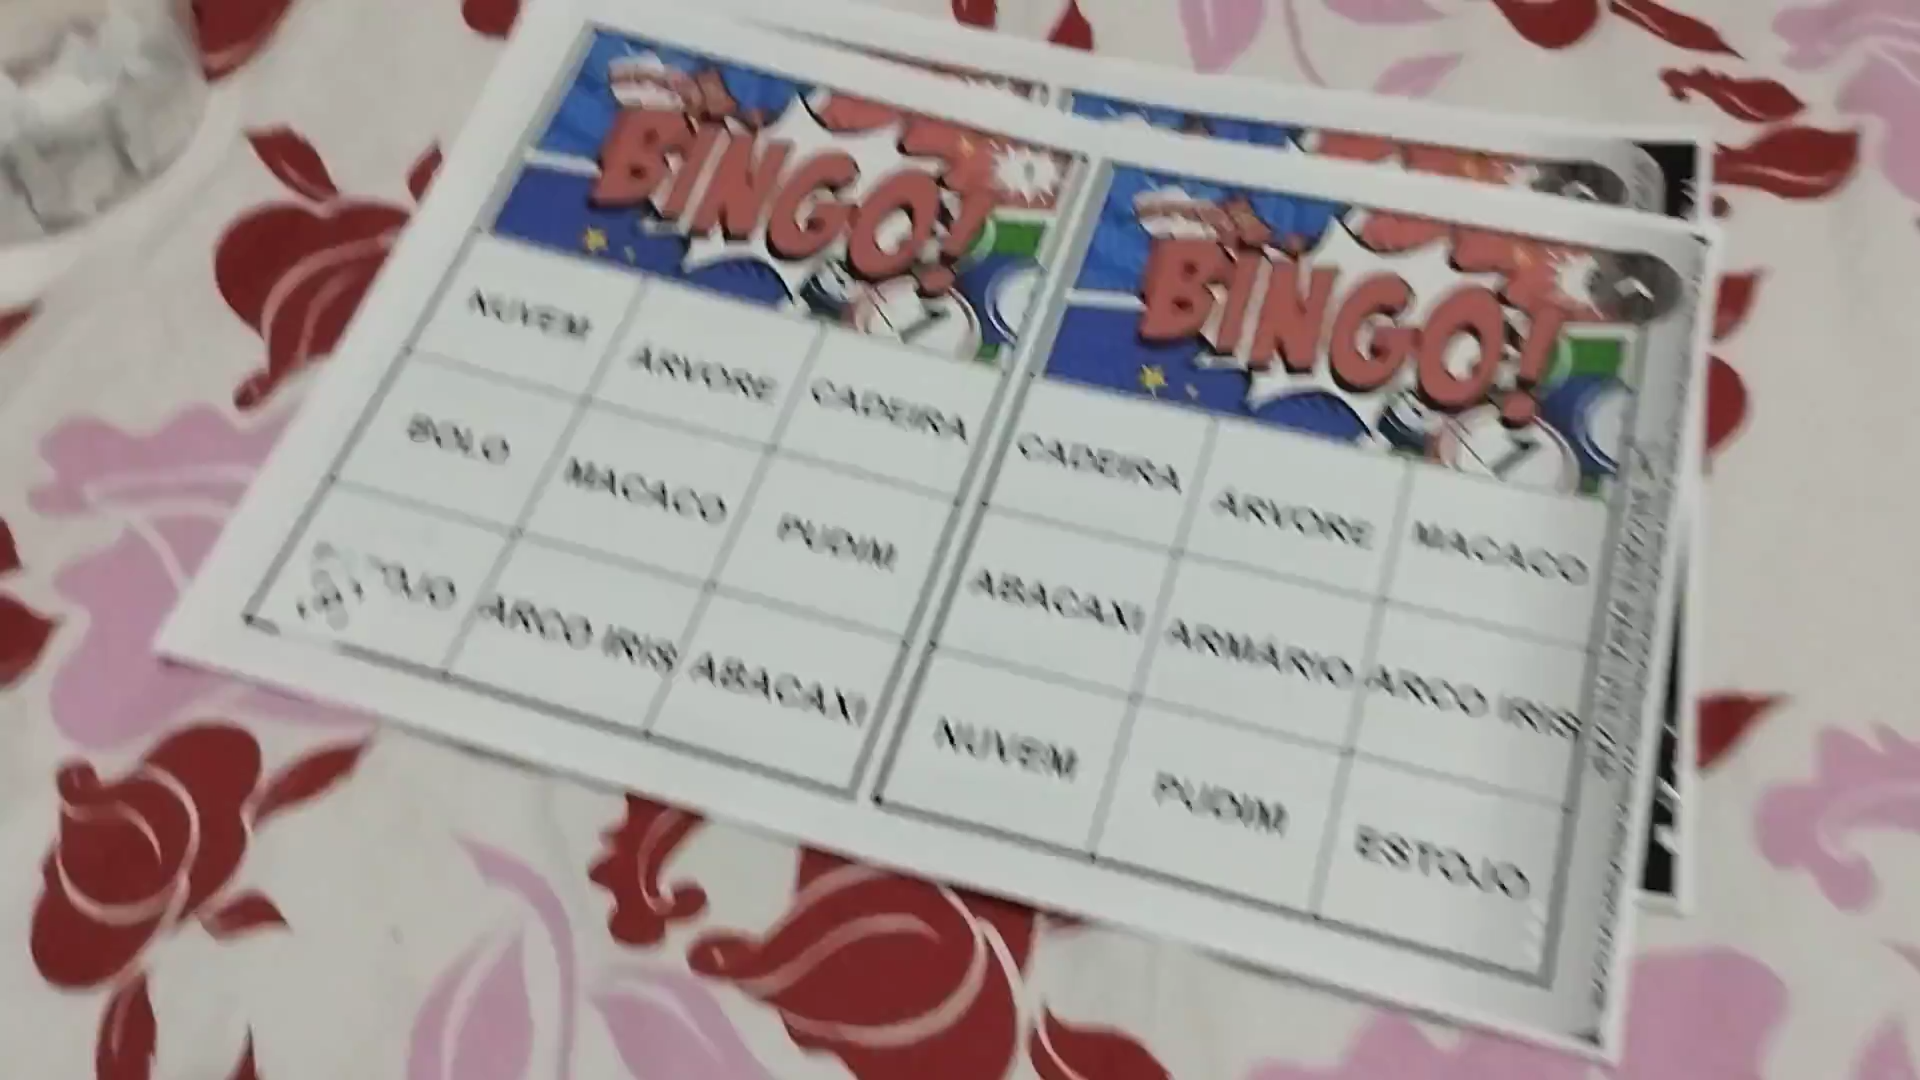 BINGO!
NUVEM ARVORE CADEIRA
BOLO MACACO PUDIM
ARCO IRIS ABACAXI
BINGO!
CADEIRA ARVORE MACACO
ABACAXI ARMARIO ARCO IRIS
NUVEM PUDIM ESTOJO